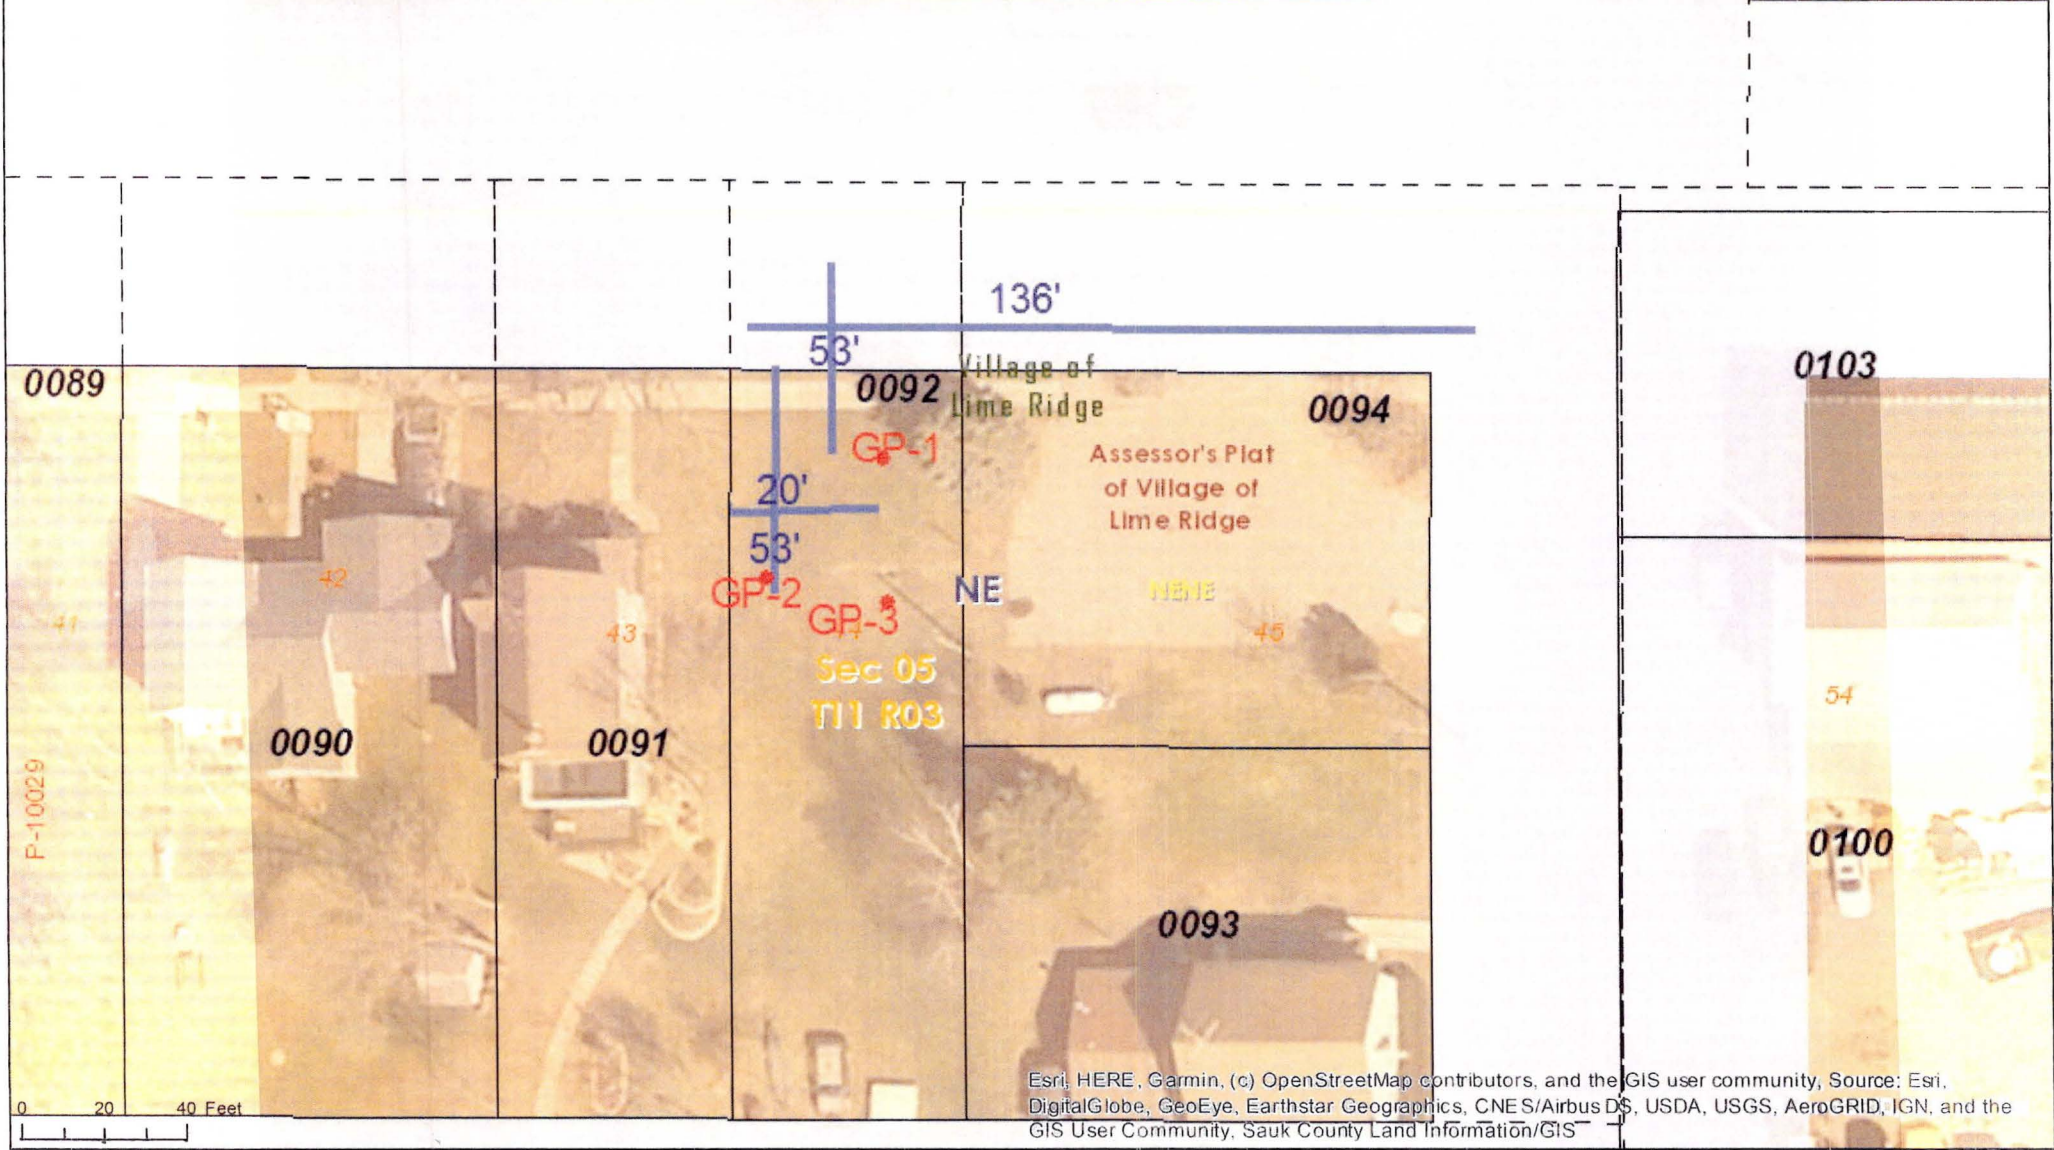 136'
53'
Village of
Lime Ridge
0103
0089
0092
0094
GP-1
Assessor's Plat
of Village of
Lime Ridge
20'
53'
42
GP-2
NE
NENE
GP-3
41
43
45
Sec 05
T11 R03
54
0090
0091
P-10029
0100
0093
0 20 40 Feet
Esri, HERE, Garmin, (c) OpenStreetMap contributors, and the GIS user community, Source: Esri,
DigitalGlobe, GeoEye, Earthstar Geographics, CNES/Airbus DS, USDA, USGS, AeroGRID, IGN, and the
GIS User Community, Sauk County Land Information/GIS